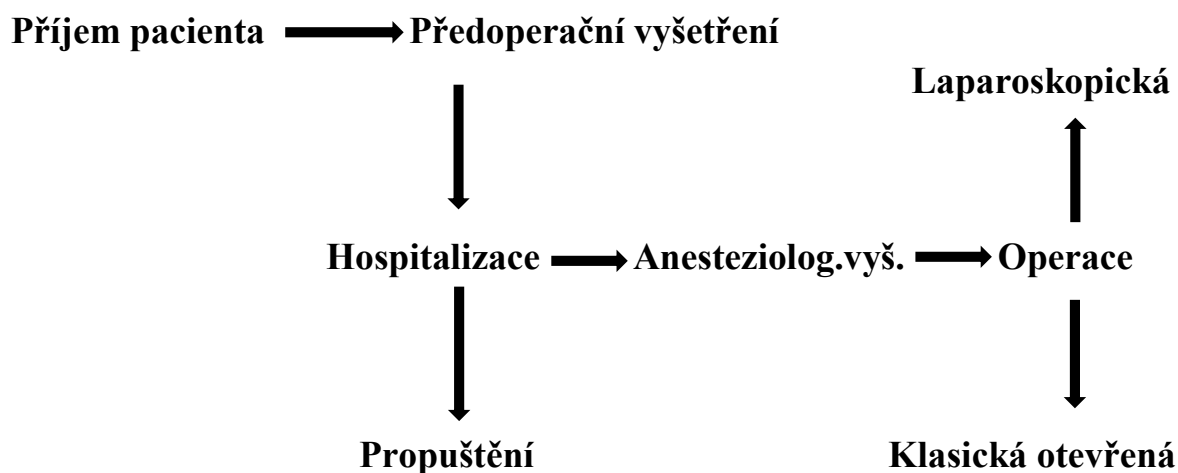 Příjem pacienta Předoperační vyšetření
Laparoskopická
Hospitalizace Anesteziolog.vyš. Operace
Propuštění Klasická otevřená